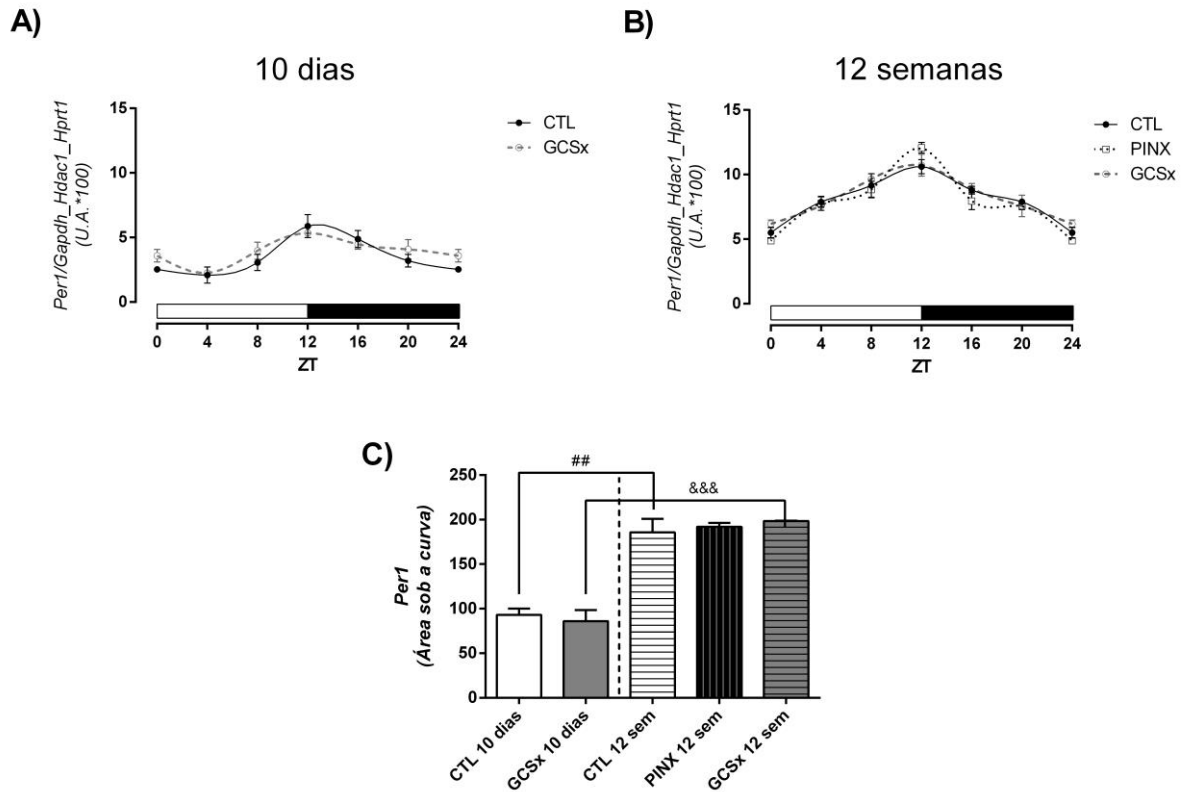 A)
10 dias
Per1/Gapdh_Hdac1_Hprt1
(U.A.*100)
15
10
5
0
0 4 8 12 16 20 24
ZT
CTL
GCSx
B)
12 semanas
Per1/Gapdh_Hdac1_Hprt1
(U.A.*100)
15
10
5
0
0 4 8 12 16 20 24
ZT
CTL
PINX
GCSx
C)
Per1
(Área sob a curva)
250
200
150
100
50
0
##
&&&
CTL 10 dias
GCSx 10 dias
CTL 12 sem
PINX 12 sem
GCSx 12 sem